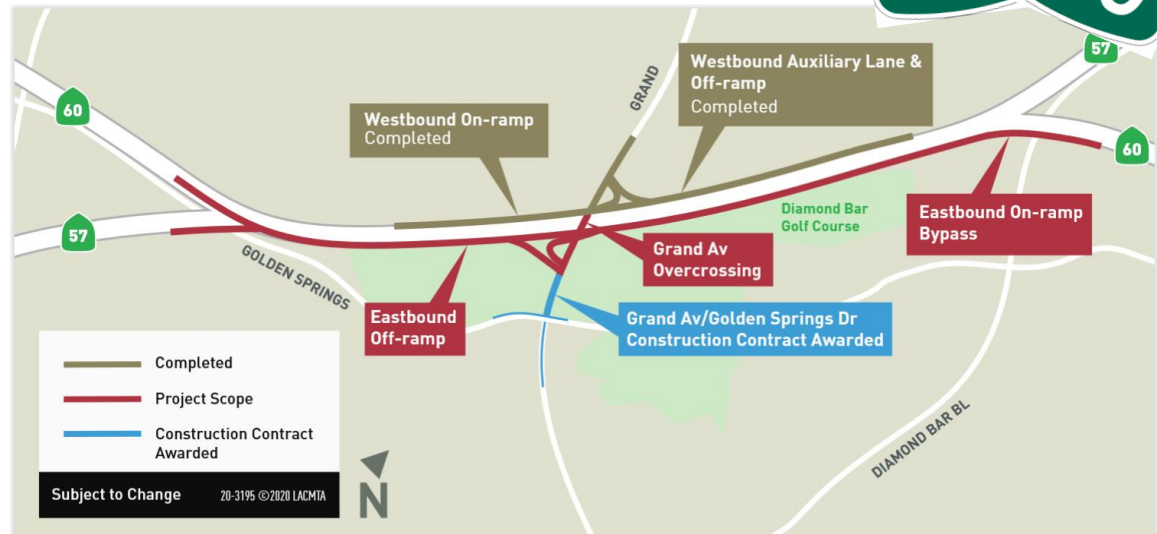 57
60
GRAND
Westbound Auxiliary Lane &
Off-ramp
Completed
Westbound On-ramp
Completed
60
Diamond Bar
Golf Course
Eastbound On-ramp
Bypass
57
GOLDEN SPRINGS
Grand Av
Overcrossing
Eastbound
Off-ramp
Grand Av/Golden Springs Dr
Construction Contract Awarded
DIAMOND BAR BL
Completed
Project Scope
Construction Contract
Awarded
Subject to Change 20-3195 ©2020 LACMTA
N